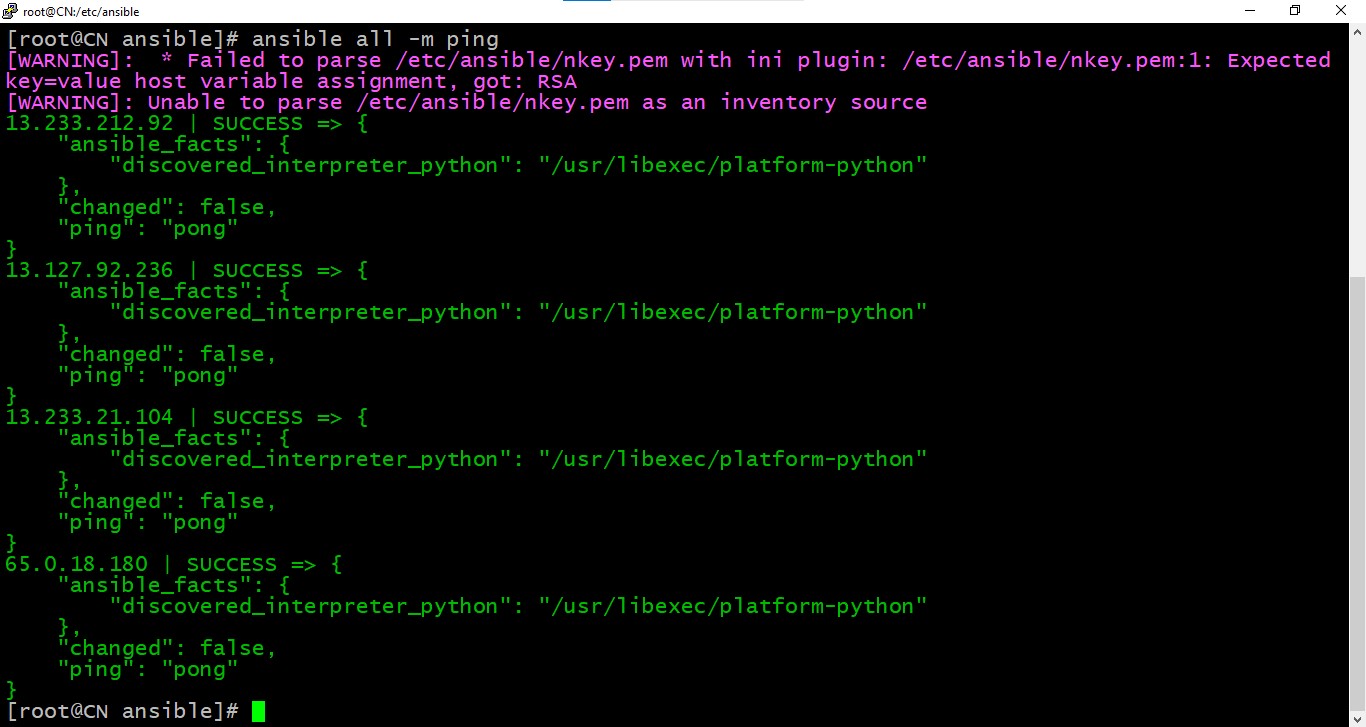 root@CN:/etc/ansible
[root@CN ansible]# ansible all -m ping
[WARNING]:  * Failed to parse /etc/ansible/nkey.pem with ini plugin: /etc/ansible/nkey.pem:1: Expected
key=value host variable assignment, got: RSA
[WARNING]: Unable to parse /etc/ansible/nkey.pem as an inventory source
13.233.212.92 | SUCCESS => {
    "ansible_facts": {
        "discovered_interpreter_python": "/usr/libexec/platform-python"
    },
    "changed": false,
    "ping": "pong"
}
13.127.92.236 | SUCCESS => {
    "ansible_facts": {
        "discovered_interpreter_python": "/usr/libexec/platform-python"
    },
    "changed": false,
    "ping": "pong"
}
13.233.21.104 | SUCCESS => {
    "ansible_facts": {
        "discovered_interpreter_python": "/usr/libexec/platform-python"
    },
    "changed": false,
    "ping": "pong"
}
65.0.18.180 | SUCCESS => {
    "ansible_facts": {
        "discovered_interpreter_python": "/usr/libexec/platform-python"
    },
    "changed": false,
    "ping": "pong"
}
[root@CN ansible]#